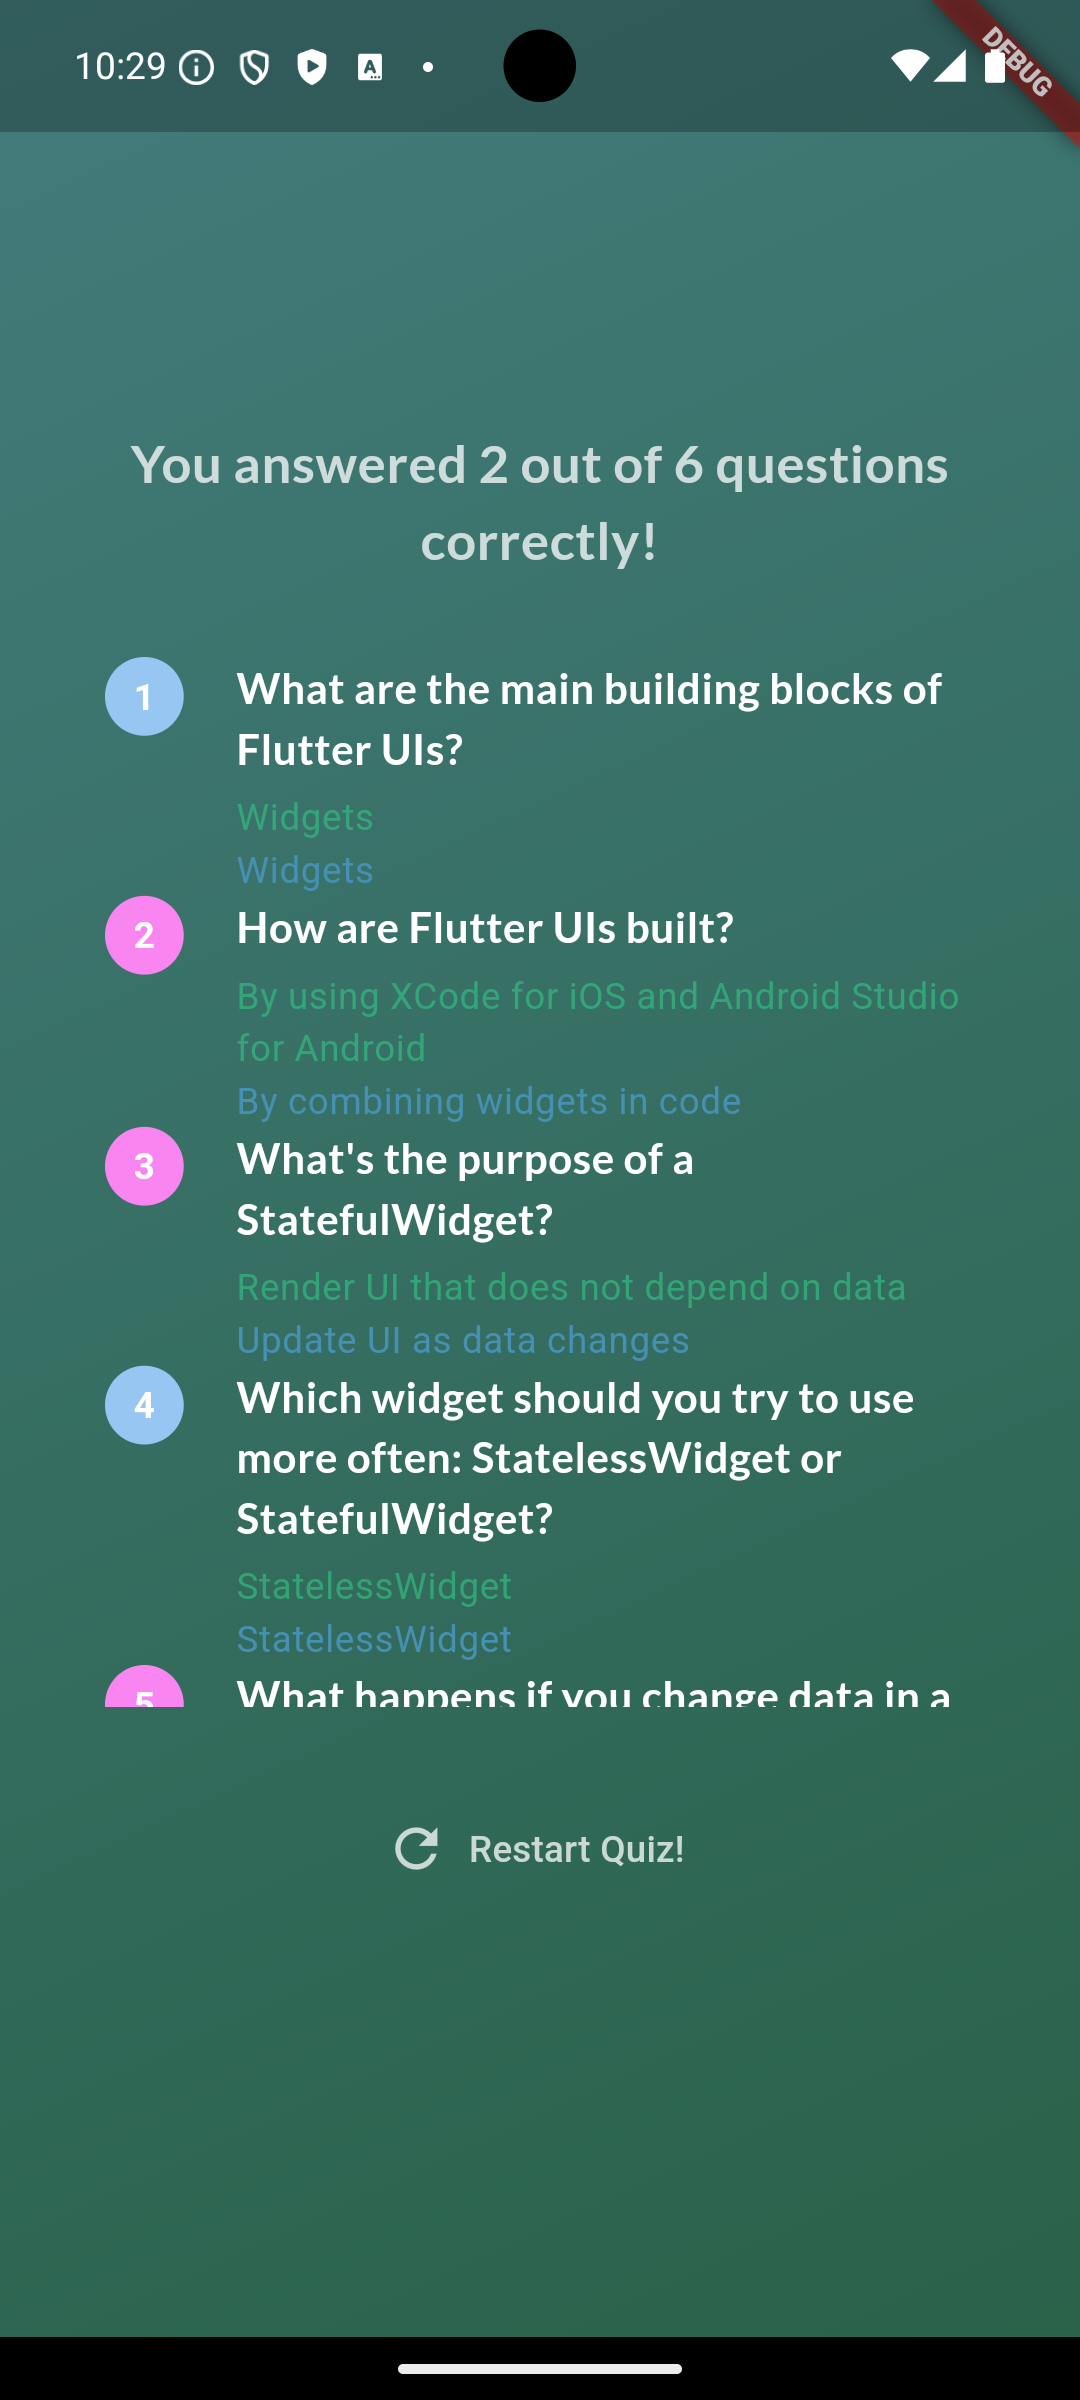 10:29
DEBUG
You answered 2 out of 6 questions
correctly!
1
What are the main building blocks of
Flutter UIs?
Widgets
Widgets
2
How are Flutter UIs built?
By using XCode for iOS and Android Studio
for Android
By combining widgets in code
3
What's the purpose of a
StatefulWidget?
Render UI that does not depend on data
Update UI as data changes
4
Which widget should you try to use
more often: StatelessWidget or
StatefulWidget?
StatelessWidget
StatelessWidget
5
What happens if you change data in a
Restart Quiz!